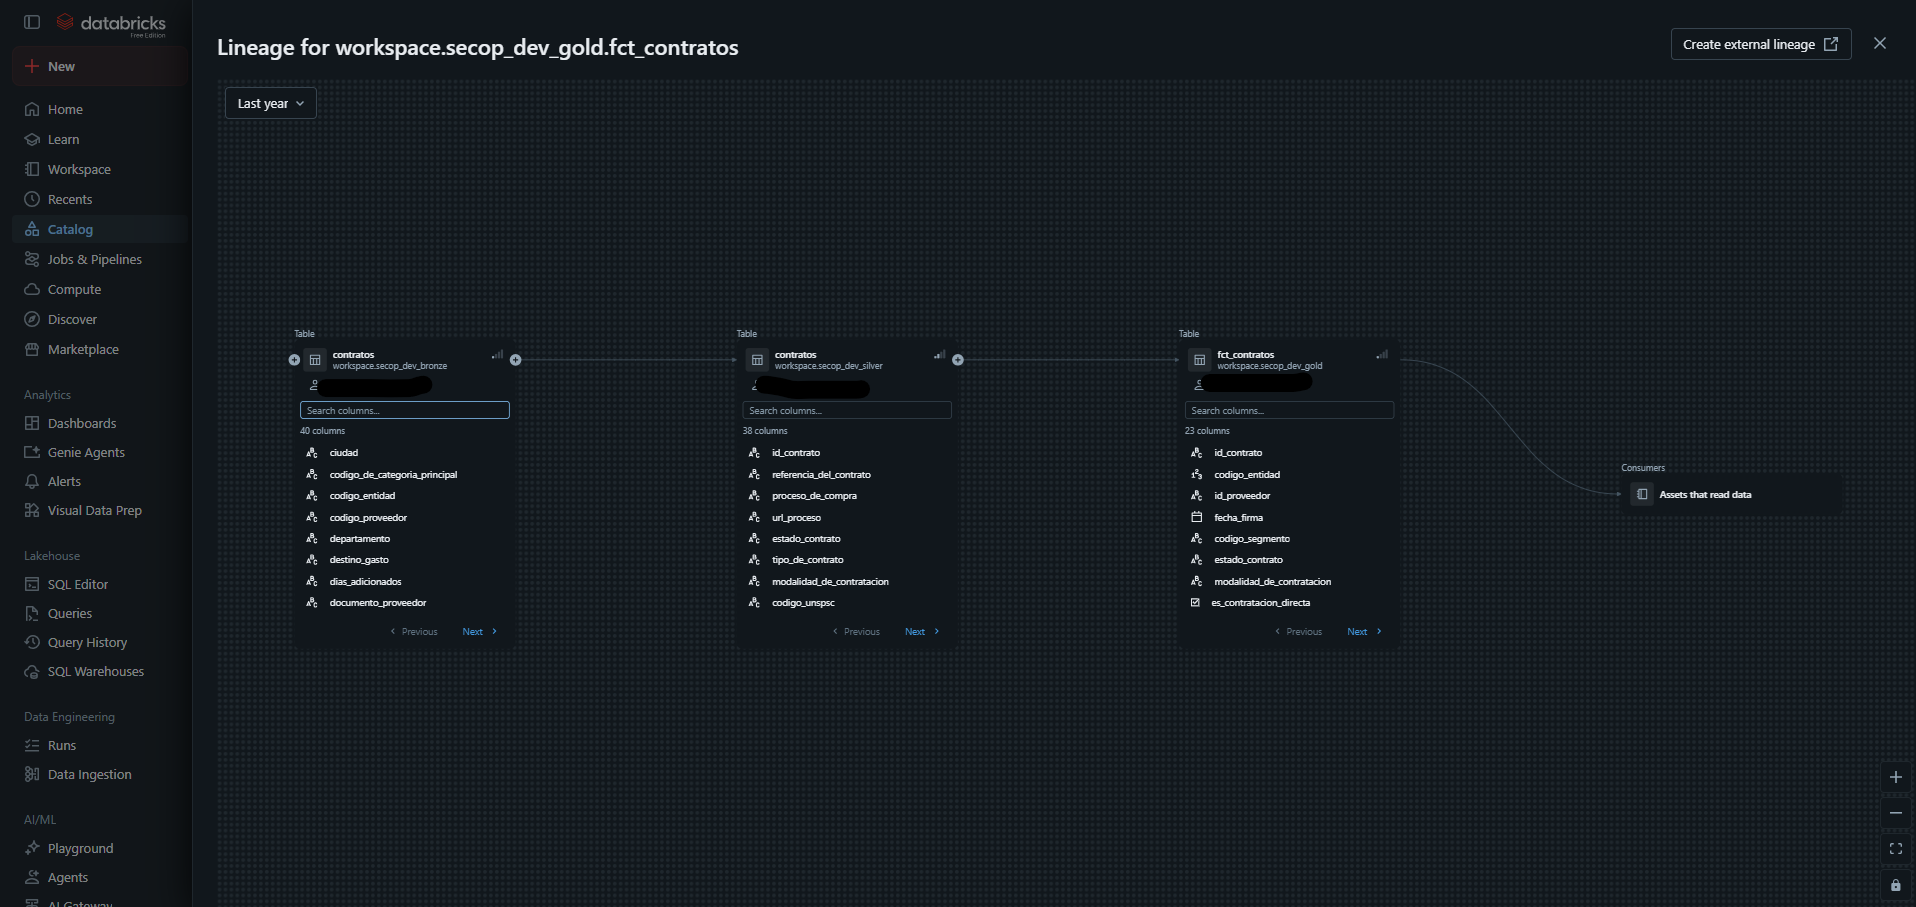 databricks
Free Edition
New
Home
Learn
Workspace
Recents
Catalog
Jobs & Pipelines
Compute
Discover
Marketplace
Analytics
Dashboards
Genie Agents
Alerts
Visual Data Prep
Lakehouse
SQL Editor
Queries
Query History
SQL Warehouses
Data Engineering
Runs
Data Ingestion
AI/ML
Playground
Agents
AI Gateway
Lineage for workspace.secop_dev_gold.fct_contratos
Create external lineage
Last year
Table
contratos
workspace.secop_dev_bronze
Search columns...
40 columns
ciudad
codigo_de_categoria_principal
codigo_entidad
codigo_proveedor
departamento
destino_gasto
dias_adicionados
documento_proveedor
Previous Next
Table
contratos
workspace.secop_dev_silver
Search columns...
38 columns
id_contrato
referencia_del_contrato
proceso_de_compra
url_proceso
estado_contrato
tipo_de_contrato
modalidad_de_contratacion
codigo_unspsc
Previous Next
Table
fct_contratos
workspace.secop_dev_gold
Search columns...
23 columns
id_contrato
codigo_entidad
id_proveedor
fecha_firma
codigo_segmento
estado_contrato
modalidad_de_contratacion
es_contratacion_directa
Previous Next
Consumers
Assets that read data